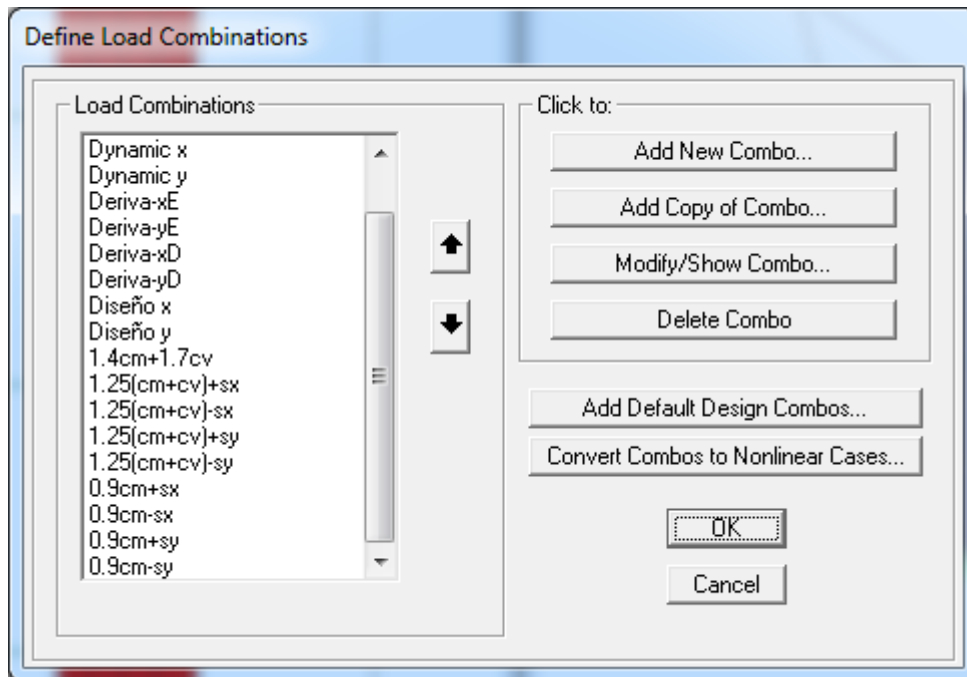 Define Load Combinations
Load Combinations
Dynamic x
Dynamic y
Deriva-xE
Deriva-yE
Deriva-xD
Deriva-yD
Diseño x
Diseño y
1.4cm+1.7cv
1.25(cm+cv)+sx
1.25(cm+cv)-sx
1.25(cm+cv)+sy
1.25(cm+cv)-sy
0.9cm+sx
0.9cm-sx
0.9cm+sy
0.9cm-sy
Click to:
Add New Combo...
Add Copy of Combo...
Modify/Show Combo...
Delete Combo
Add Default Design Combos...
Convert Combos to Nonlinear Cases...
OK
Cancel